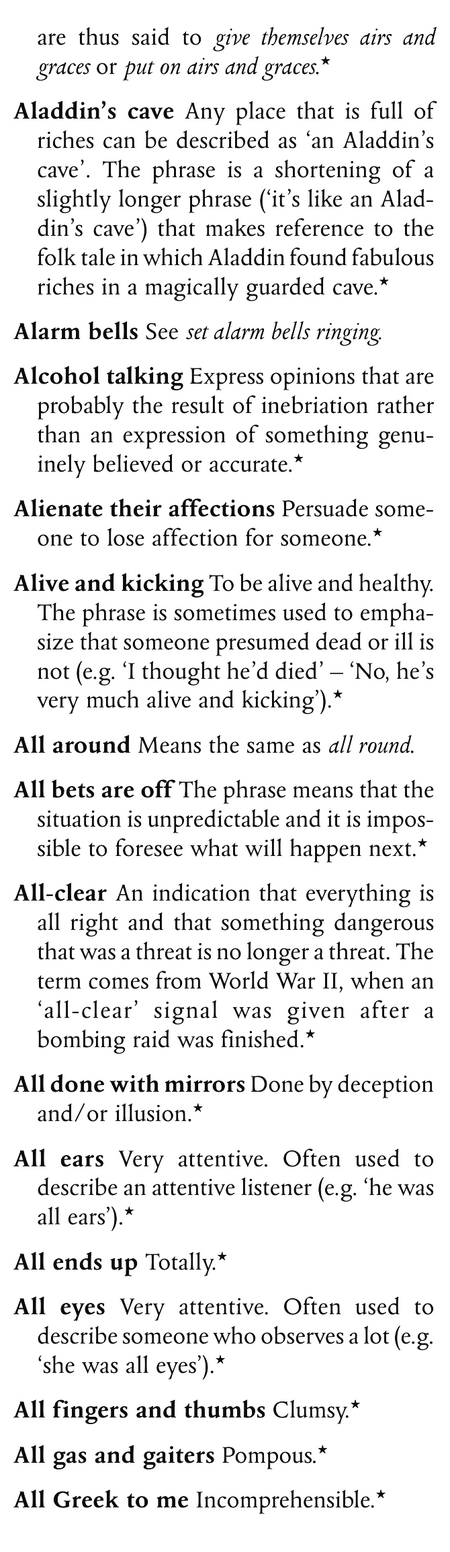 are thus said to give themselves airs and
graces or put on airs and graces.★
Aladdin's cave Any place that is full of
riches can be described as 'an Aladdin's
cave'. The phrase is a shortening of a
slightly longer phrase ('it's like an Alad-
din's cave') that makes reference to the
folk tale in which Aladdin found fabulous
riches in a magically guarded cave.★
Alarm bells See set alarm bells ringing.
Alcohol talking Express opinions that are
probably the result of inebriation rather
than an expression of something genu-
inely believed or accurate.★
Alienate their affections Persuade some-
one to lose affection for someone.★
Alive and kicking To be alive and healthy.
The phrase is sometimes used to empha-
size that someone presumed dead or ill is
not (e.g. 'I thought he'd died' – 'No, he's
very much alive and kicking').★
All around Means the same as all round.
All bets are off The phrase means that the
situation is unpredictable and it is impos-
sible to foresee what will happen next.★
All-clear An indication that everything is
all right and that something dangerous
that was a threat is no longer a threat. The
term comes from World War II, when an
'all-clear' signal was given after a
bombing raid was finished.★
All done with mirrors Done by deception
and/or illusion.★
All ears Very attentive. Often used to
describe an attentive listener (e.g. 'he was
all ears').★
All ends up Totally.★
All eyes Very attentive. Often used to
describe someone who observes a lot (e.g.
'she was all eyes').★
All fingers and thumbs Clumsy.★
All gas and gaiters Pompous.★
All Greek to me Incomprehensible.★